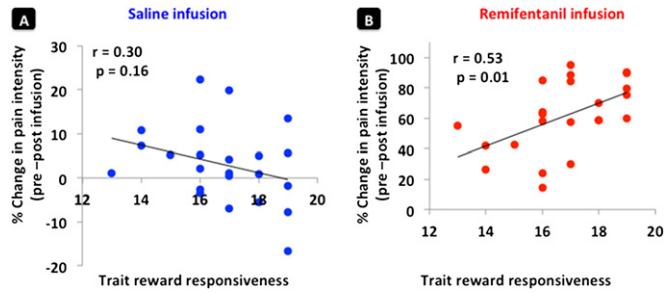 A
Saline infusion
r = 0.30
p = 0.16
% Change in pain intensity
(pre –post infusion)
30
20
10
0
-10
-20
12
14
16
18
20
Trait reward responsiveness
B
Remifentanil infusion
r = 0.53
p = 0.01
% Change in pain intensity
(pre –post infusion)
100
80
60
40
20
0
12
14
16
18
20
Trait reward responsiveness